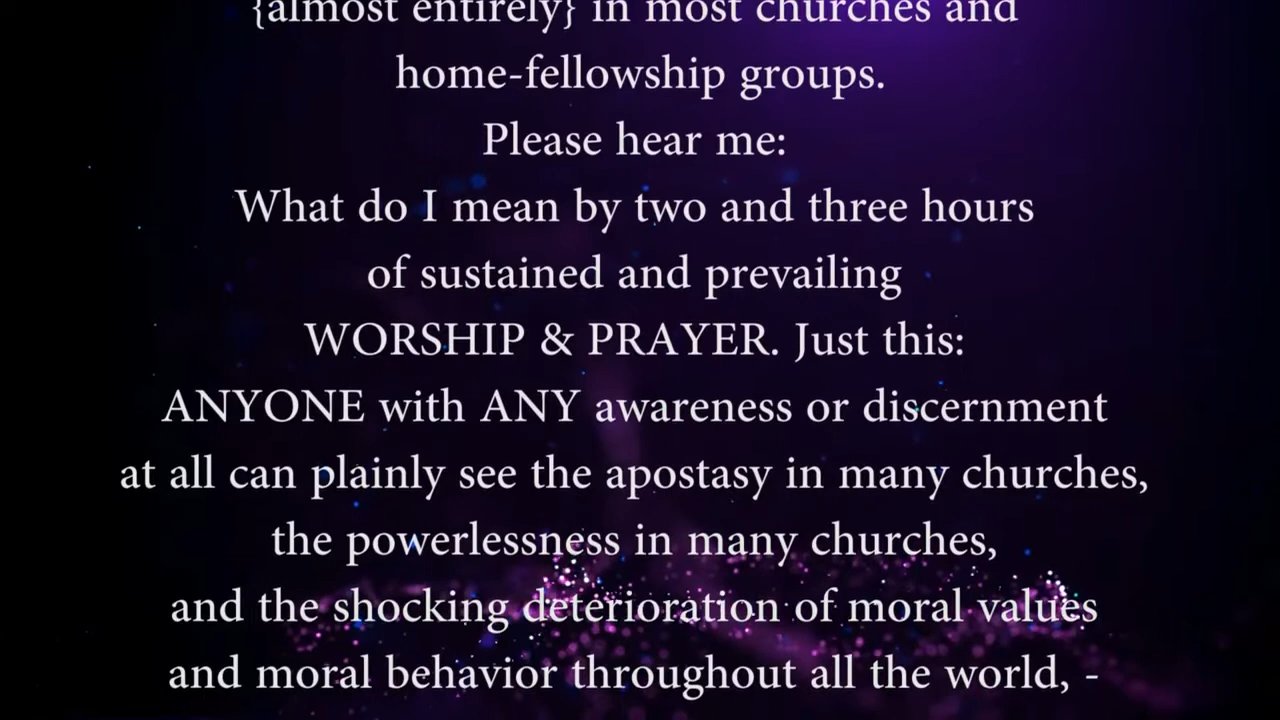 {almost entirely} in most churches and
home-fellowship groups.
Please hear me:
What do I mean by two and three hours
of sustained and prevailing
WORSHIP & PRAYER. Just this:
ANYONE with ANY awareness or discernment
at all can plainly see the apostasy in many churches,
the powerlessness in many churches,
and the shocking deterioration of moral values
and moral behavior throughout all the world, -